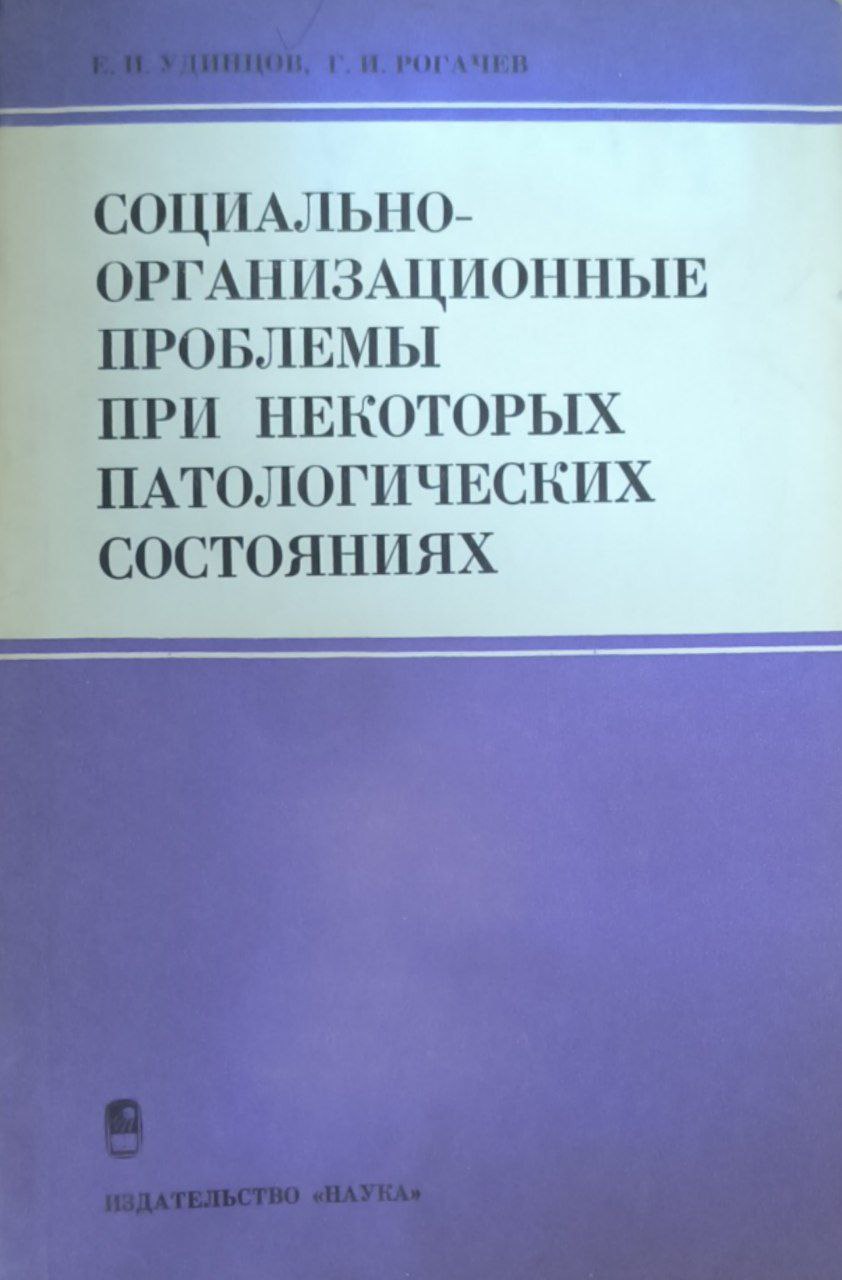 Е. И. УДИНЦОВ, Г. И. РОГАЧЕВ
СОЦИАЛЬНО-
ОРГАНИЗАЦИОННЫЕ
ПРОБЛЕМЫ
ПРИ НЕКОТОРЫХ
ПАТОЛОГИЧЕСКИХ
СОСТОЯНИЯХ
ИЗДАТЕЛЬСТВО «НАУКА»